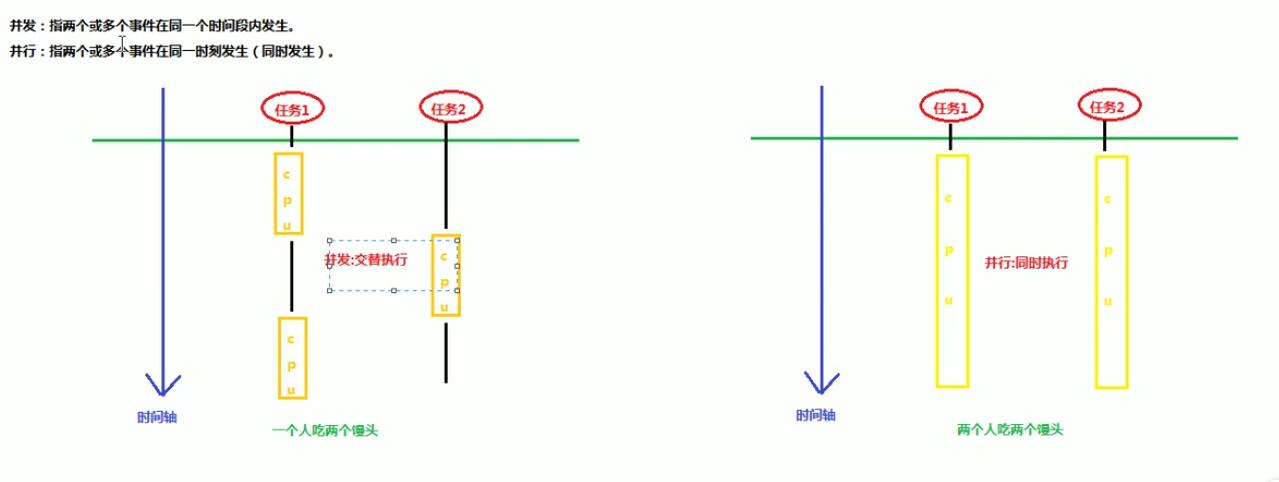 并发：指两个或多个事件在同一个时间段内发生。
并行：指两个或多个事件在同一时刻发生（同时发生）。
任务1
任务2
c
p
u
并发:交替执行
c
p
u
c
p
u
时间轴
一个人吃两个馒头
任务1
任务2
c
p
u
并行:同时执行
c
p
u
时间轴
两个人吃两个馒头